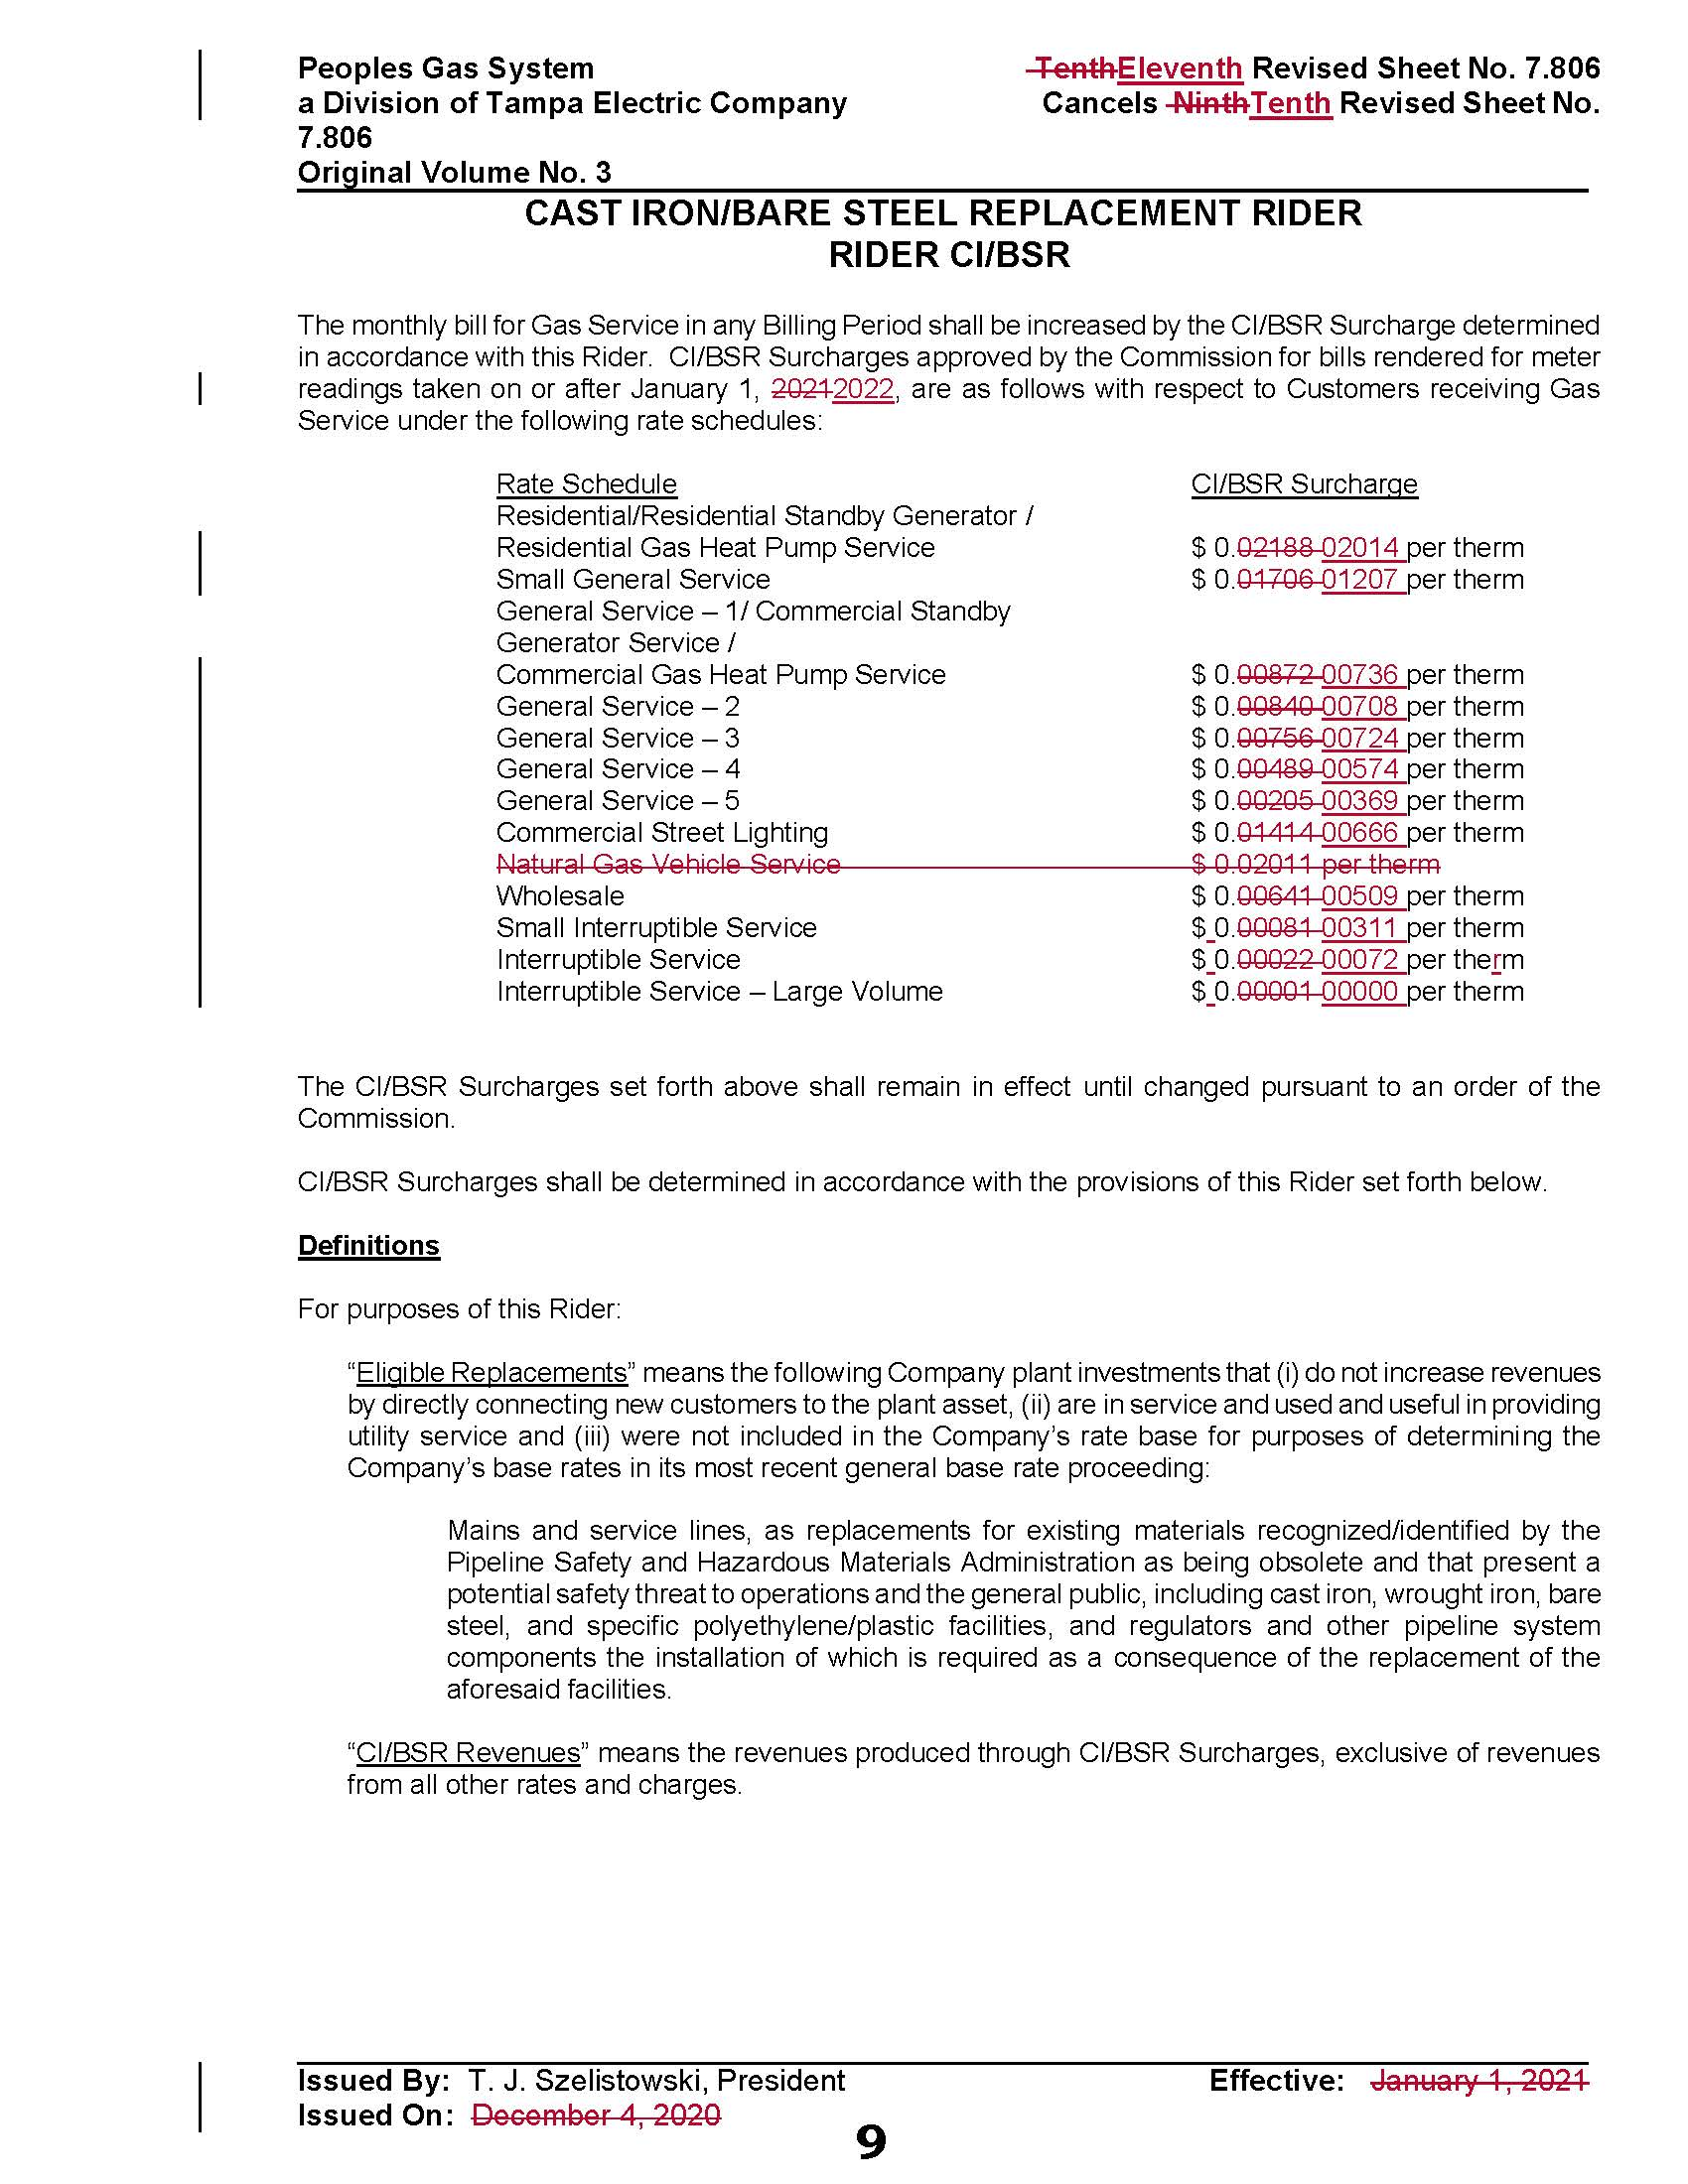 Peoples Gas System TenthEleventh Revised Sheet No. 7.806
a Division of Tampa Electric Company Cancels NinthTenth Revised Sheet No.
7.806
Original Volume No. 3
CAST IRON/BARE STEEL REPLACEMENT RIDER
RIDER CI/BSR
The monthly bill for Gas Service in any Billing Period shall be increased by the CI/BSR Surcharge determined
in accordance with this Rider. CI/BSR Surcharges approved by the Commission for bills rendered for meter
readings taken on or after January 1, 20212022, are as follows with respect to Customers receiving Gas
Service under the following rate schedules:
Rate Schedule CI/BSR Surcharge
Residential/Residential Standby Generator /
Residential Gas Heat Pump Service $ 0.02188 02014 per therm
Small General Service $ 0.01706 01207 per therm
General Service – 1/ Commercial Standby
Generator Service /
Commercial Gas Heat Pump Service $ 0.00872 00736 per therm
General Service – 2 $ 0.00840 00708 per therm
General Service – 3 $ 0.00756 00724 per therm
General Service – 4 $ 0.00489 00574 per therm
General Service – 5 $ 0.00205 00369 per therm
Commercial Street Lighting $ 0.01414 00666 per therm
Natural Gas Vehicle Service $ 0.02011 per therm
Wholesale $ 0.00641 00509 per therm
Small Interruptible Service $ 0.00081 00311 per therm
Interruptible Service $ 0.00022 00072 per therm
Interruptible Service – Large Volume $ 0.00001 00000 per therm
The CI/BSR Surcharges set forth above shall remain in effect until changed pursuant to an order of the
Commission.
CI/BSR Surcharges shall be determined in accordance with the provisions of this Rider set forth below.
Definitions
For purposes of this Rider:
“Eligible Replacements” means the following Company plant investments that (i) do not increase revenues
by directly connecting new customers to the plant asset, (ii) are in service and used and useful in providing
utility service and (iii) were not included in the Company’s rate base for purposes of determining the
Company’s base rates in its most recent general base rate proceeding:
Mains and service lines, as replacements for existing materials recognized/identified by the
Pipeline Safety and Hazardous Materials Administration as being obsolete and that present a
potential safety threat to operations and the general public, including cast iron, wrought iron, bare
steel, and specific polyethylene/plastic facilities, and regulators and other pipeline system
components the installation of which is required as a consequence of the replacement of the
aforesaid facilities.
“CI/BSR Revenues” means the revenues produced through CI/BSR Surcharges, exclusive of revenues
from all other rates and charges.
Issued By: T. J. Szelistowski, President Effective: January 1, 2021
Issued On: December 4, 2020
9